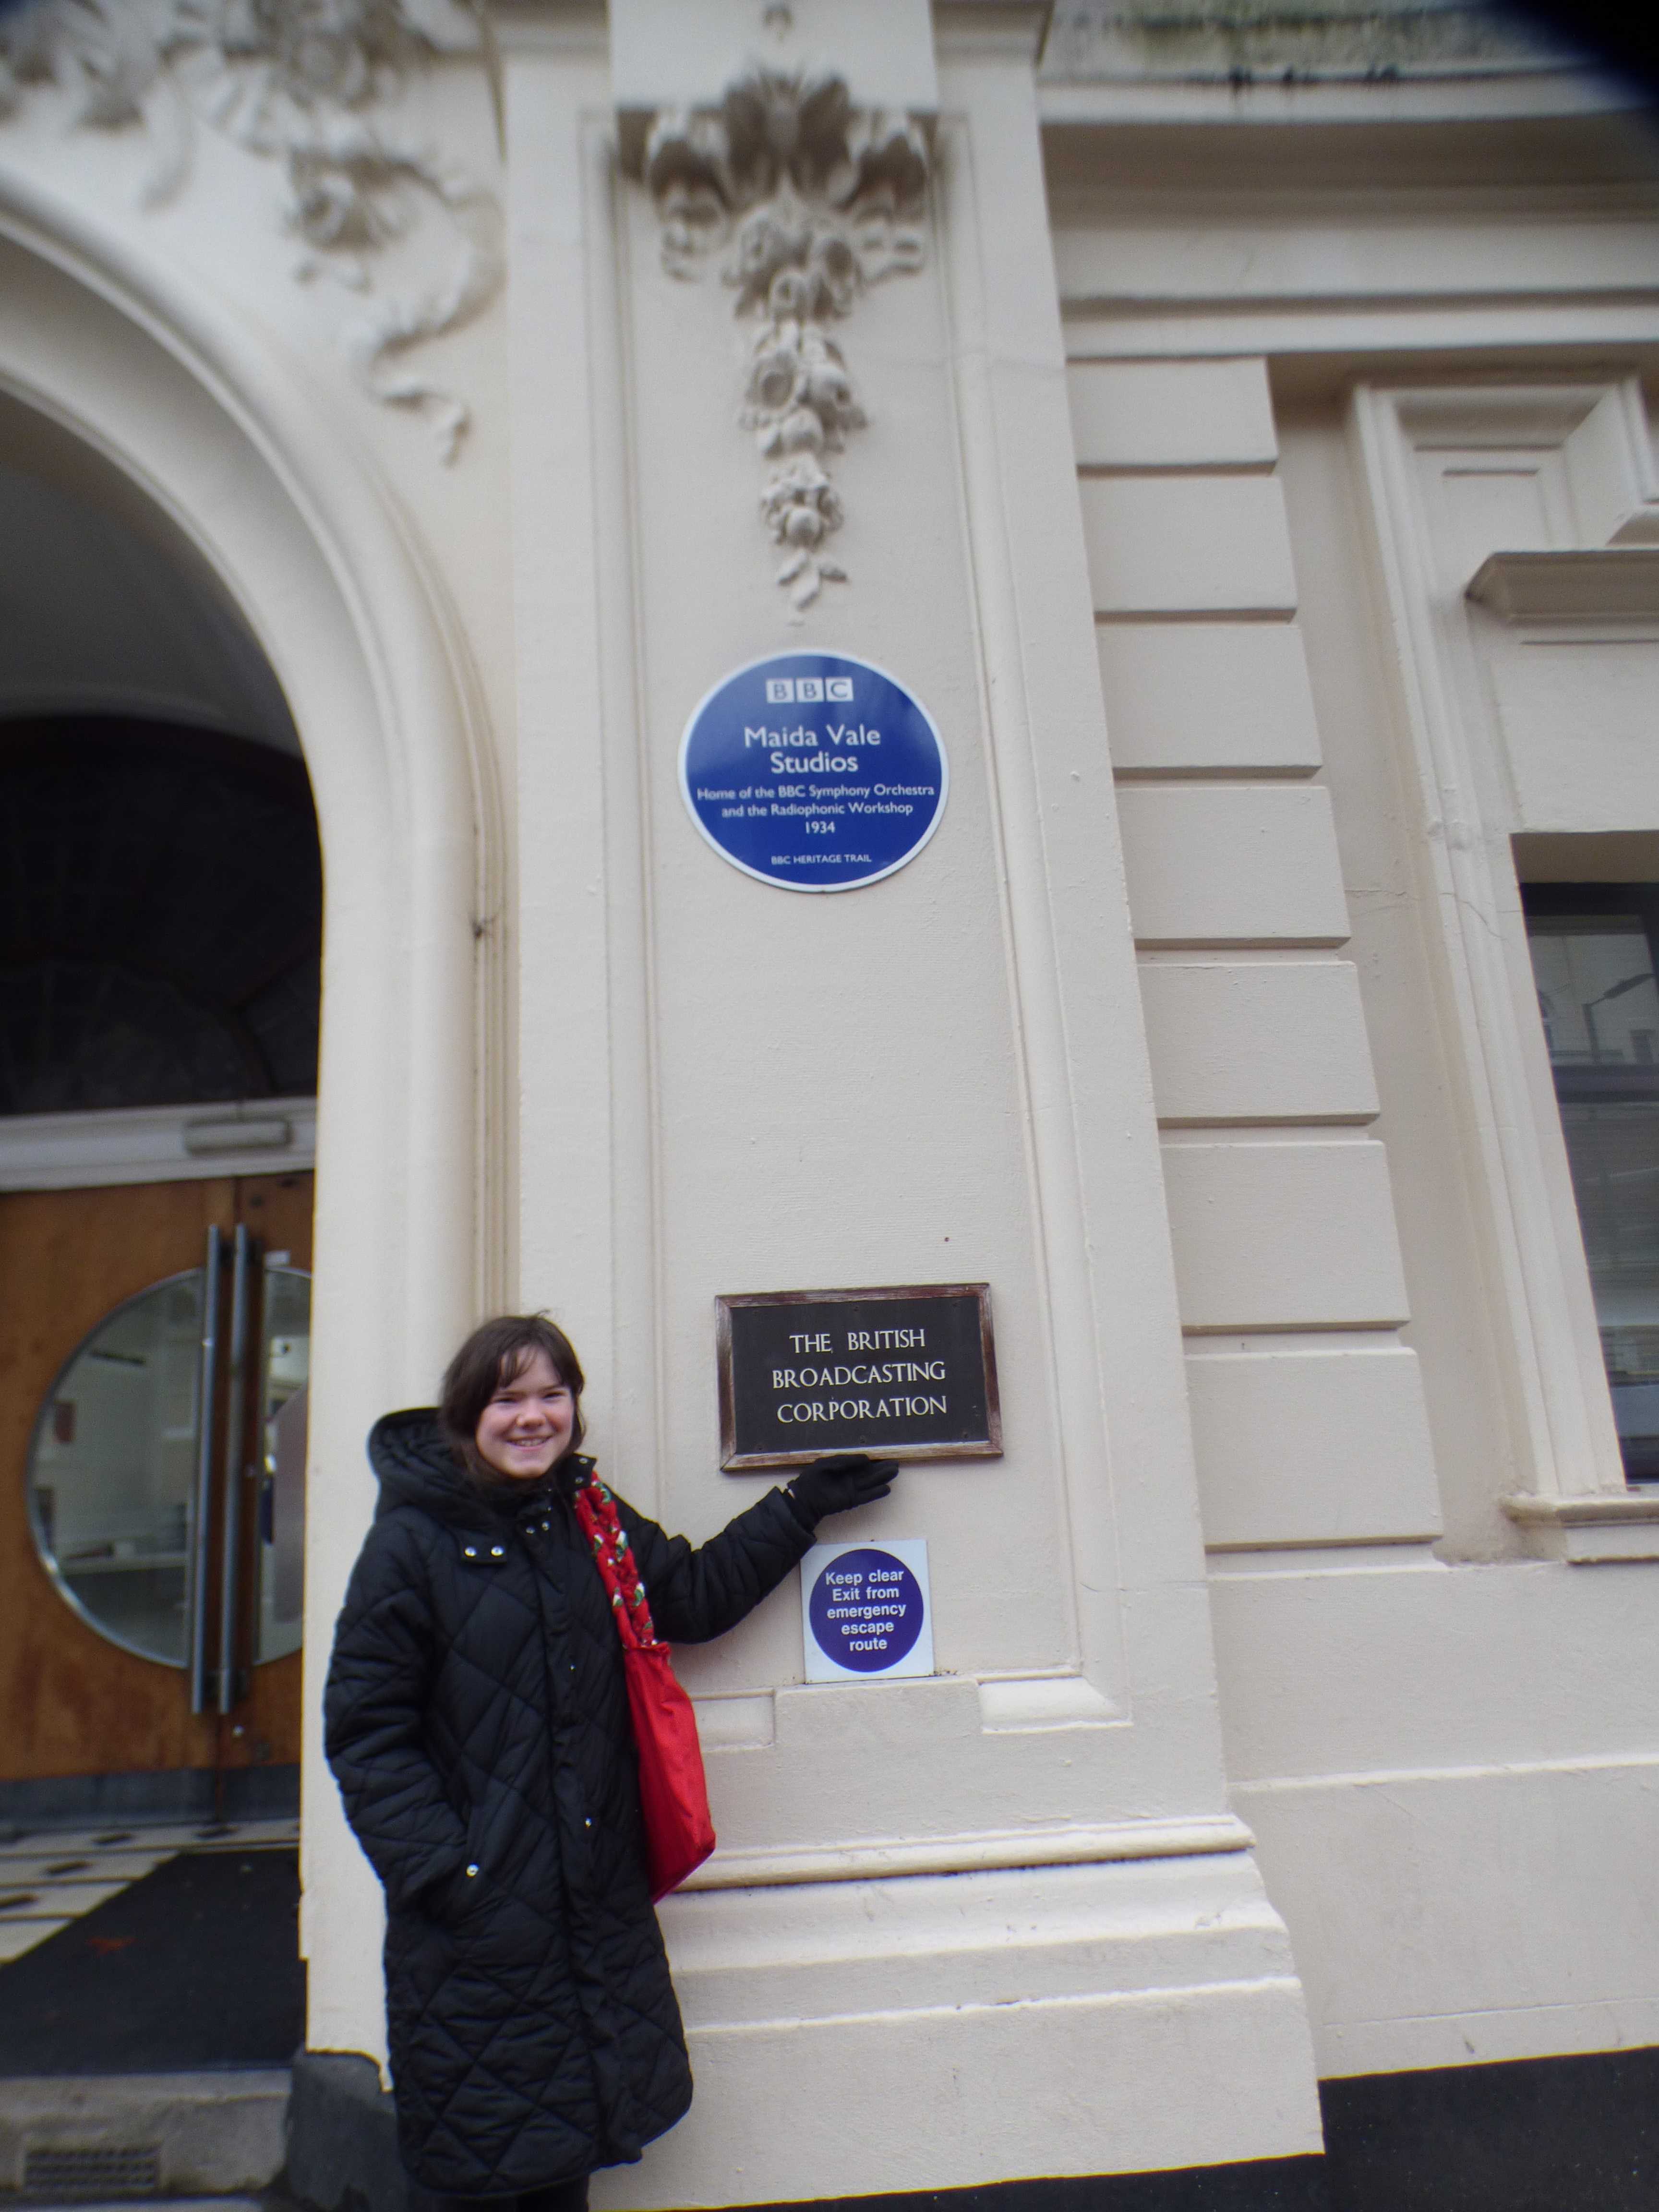 BBC
Maida Vale
Studios
Home of the BBC Symphony Orchestra
and the Radiophonic Workshop
1934
BBC HERITAGE TRAIL
THE BRITISH
BROADCASTING
CORPORATION
Keep clear
Exit from
emergency
escape
route